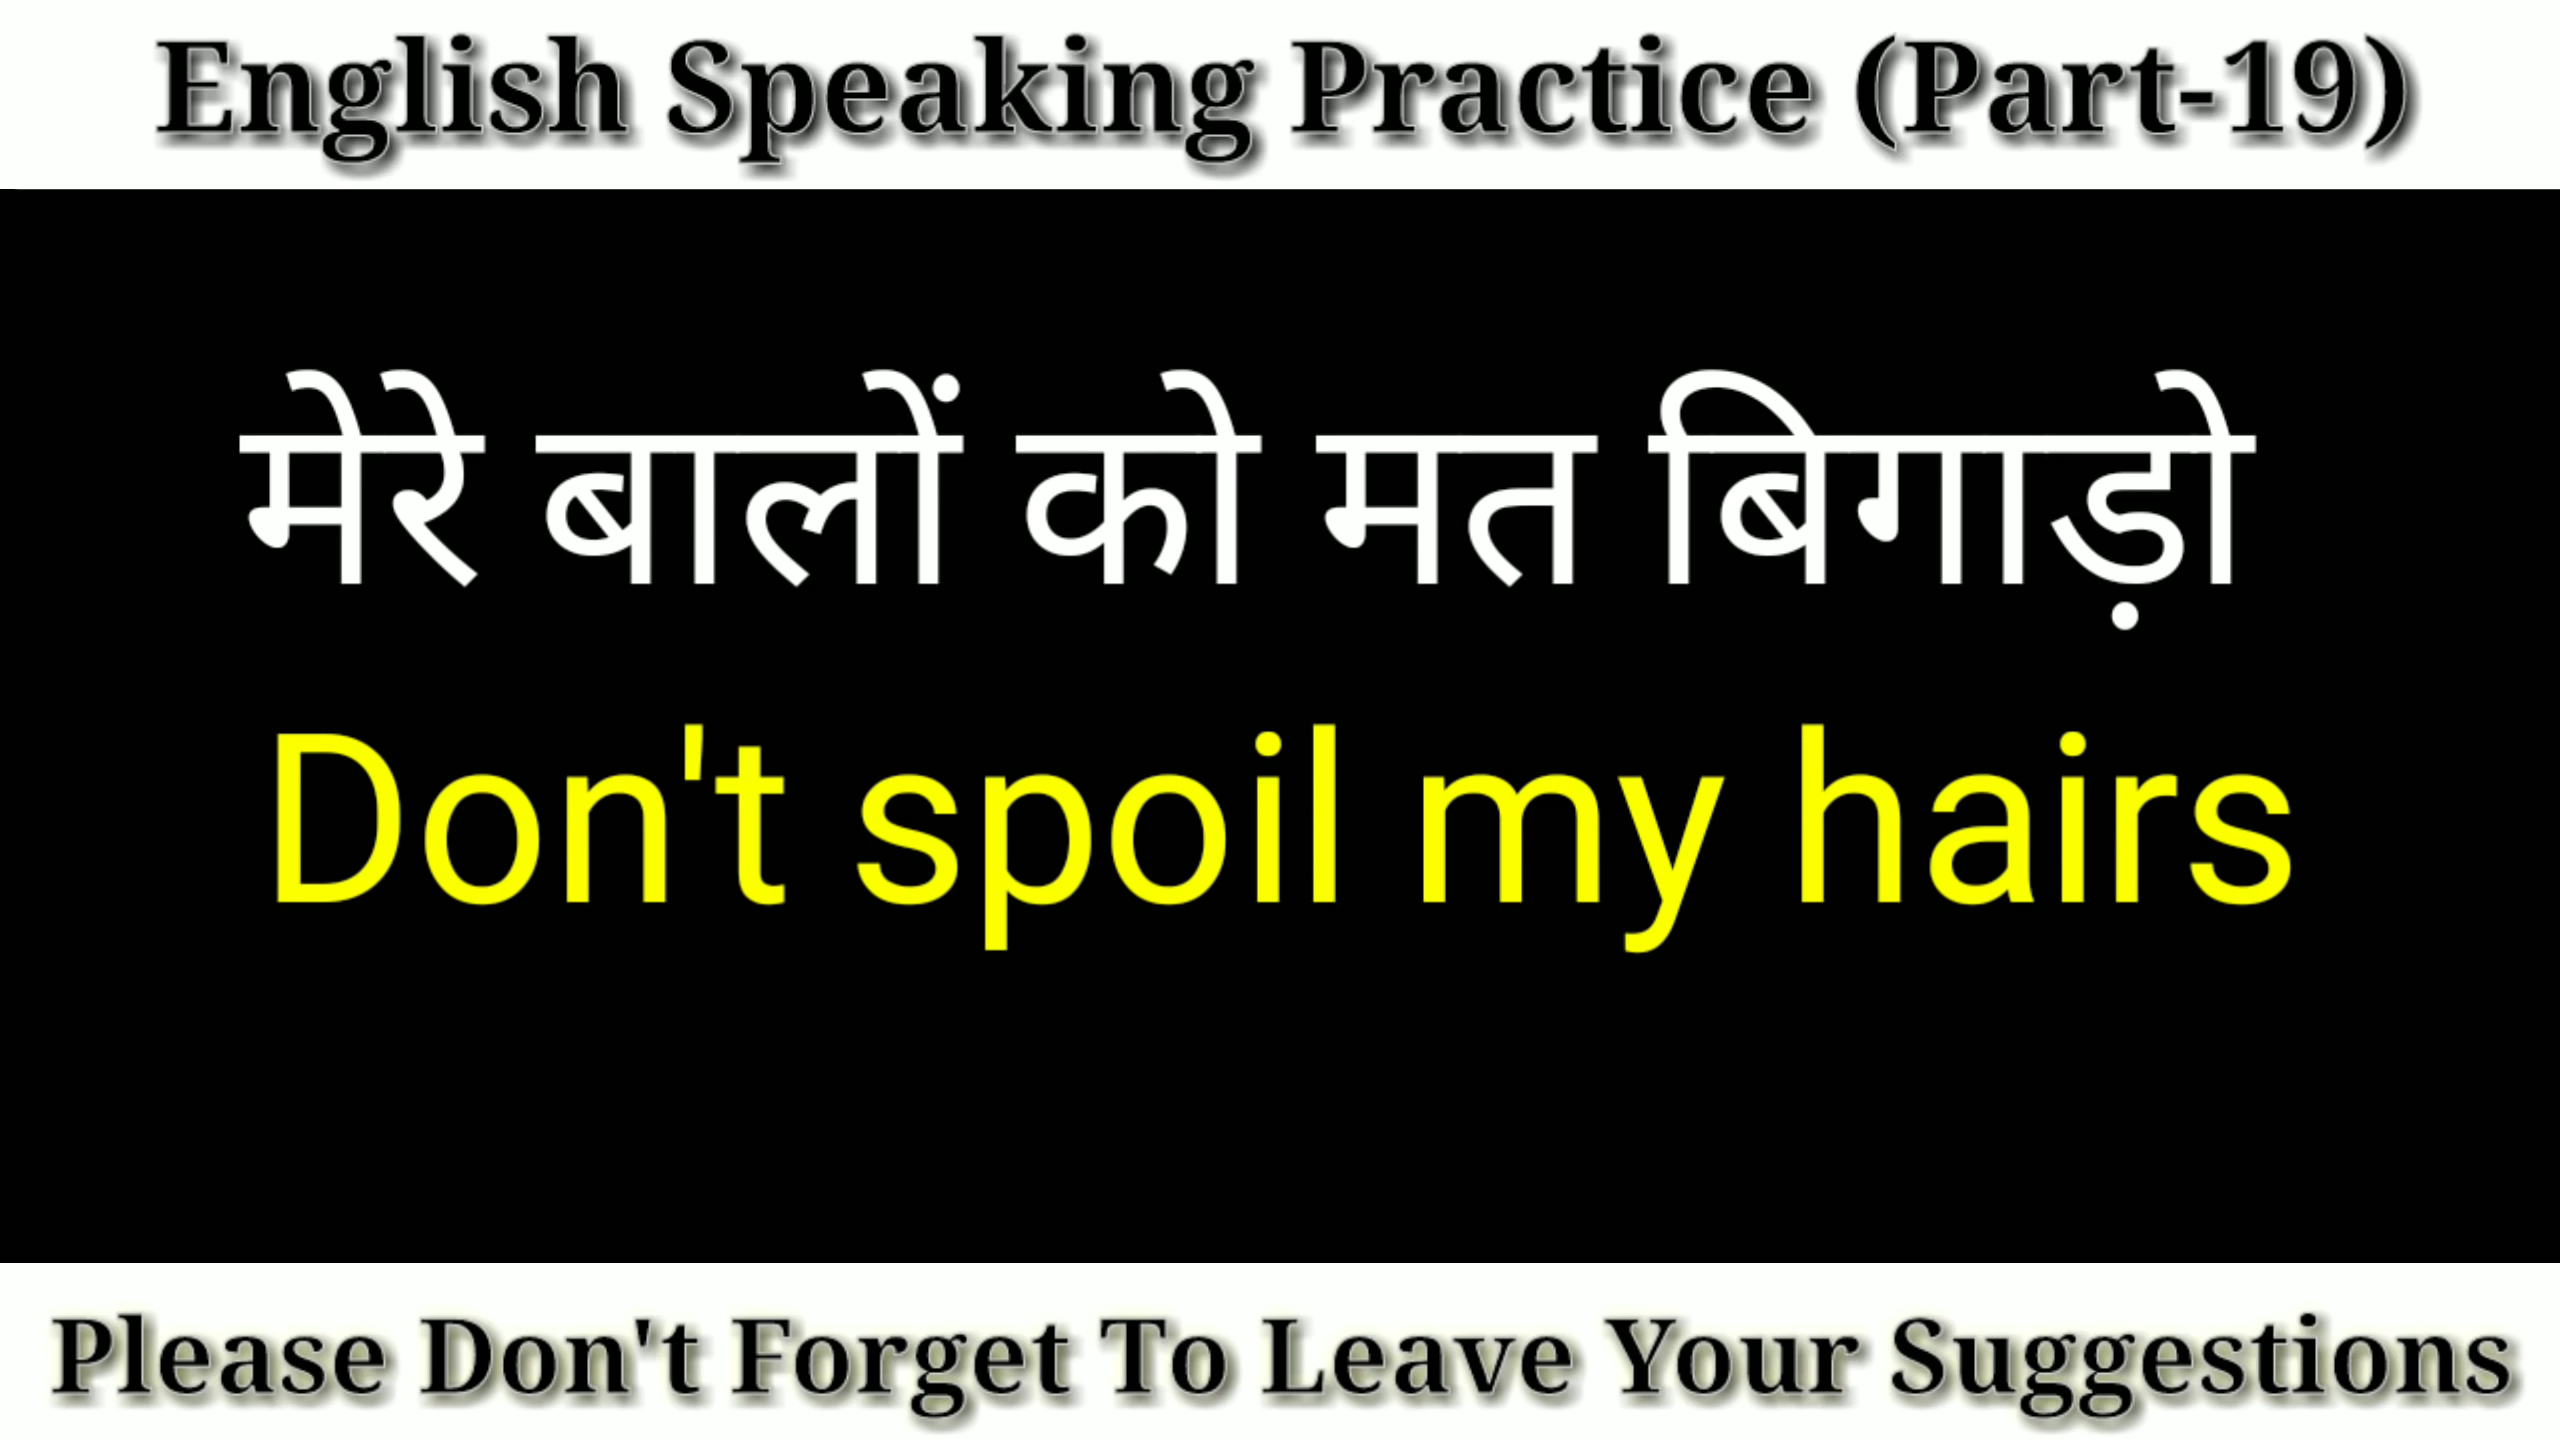 English Speaking Practice (Part-19)
मेरे बालों को मत बिगाड़ो
Don't spoil my hairs
Please Don't Forget To Leave Your Suggestions